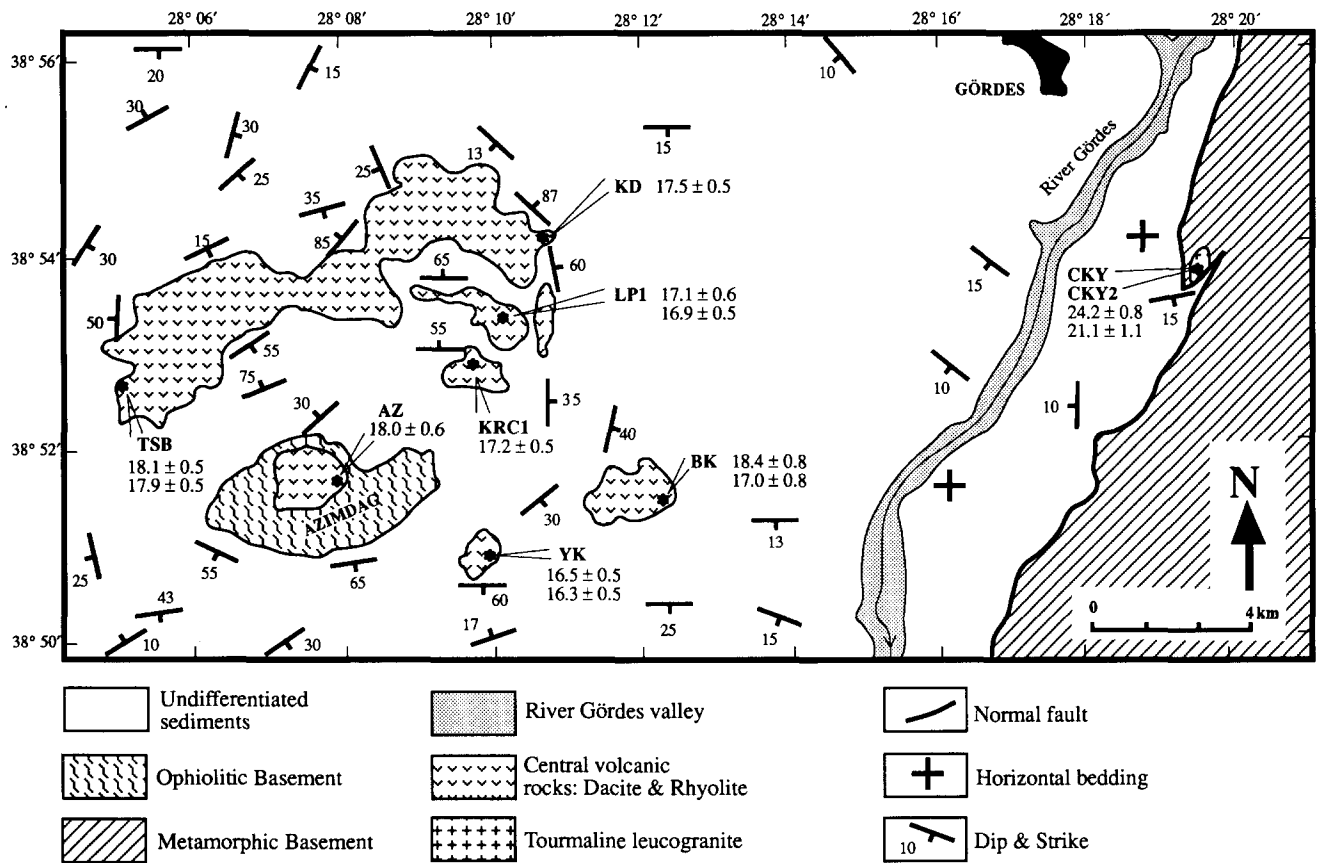 28° 06′ 28° 08′ 28° 10′ 28° 12′ 28° 14′ 28° 16′ 28° 18′ 28° 20′
38° 56′
20
15
10
GÖRDES
30
30
13
15
25
25
River Gördes
KD 17.5 ± 0.5
35
87
85
38° 54′
30
15
65
60
15
CKY
CKY2
24.2 ± 0.8
21.1 ± 1.1
15
LP1 17.1 ± 0.6
16.9 ± 0.5
50
55
55
10
75
35
10
30
AZ
18.0 ± 0.6
KRC1
17.2 ± 0.5
40
38° 52′
TSB
18.1 ± 0.5
17.9 ± 0.5
BK 18.4 ± 0.8
17.0 ± 0.8
N
AZIMDAG
30
13
YK
16.5 ± 0.5
16.3 ± 0.5
25
55
65
60
0 4 km
43
25
15
38° 50′
10
30
17
Undifferentiated
sediments
River Gördes valley
Normal fault
Ophiolitic Basement
Central volcanic
rocks: Dacite & Rhyolite
Horizontal bedding
Metamorphic Basement
Tourmaline leucogranite
10
Dip & Strike